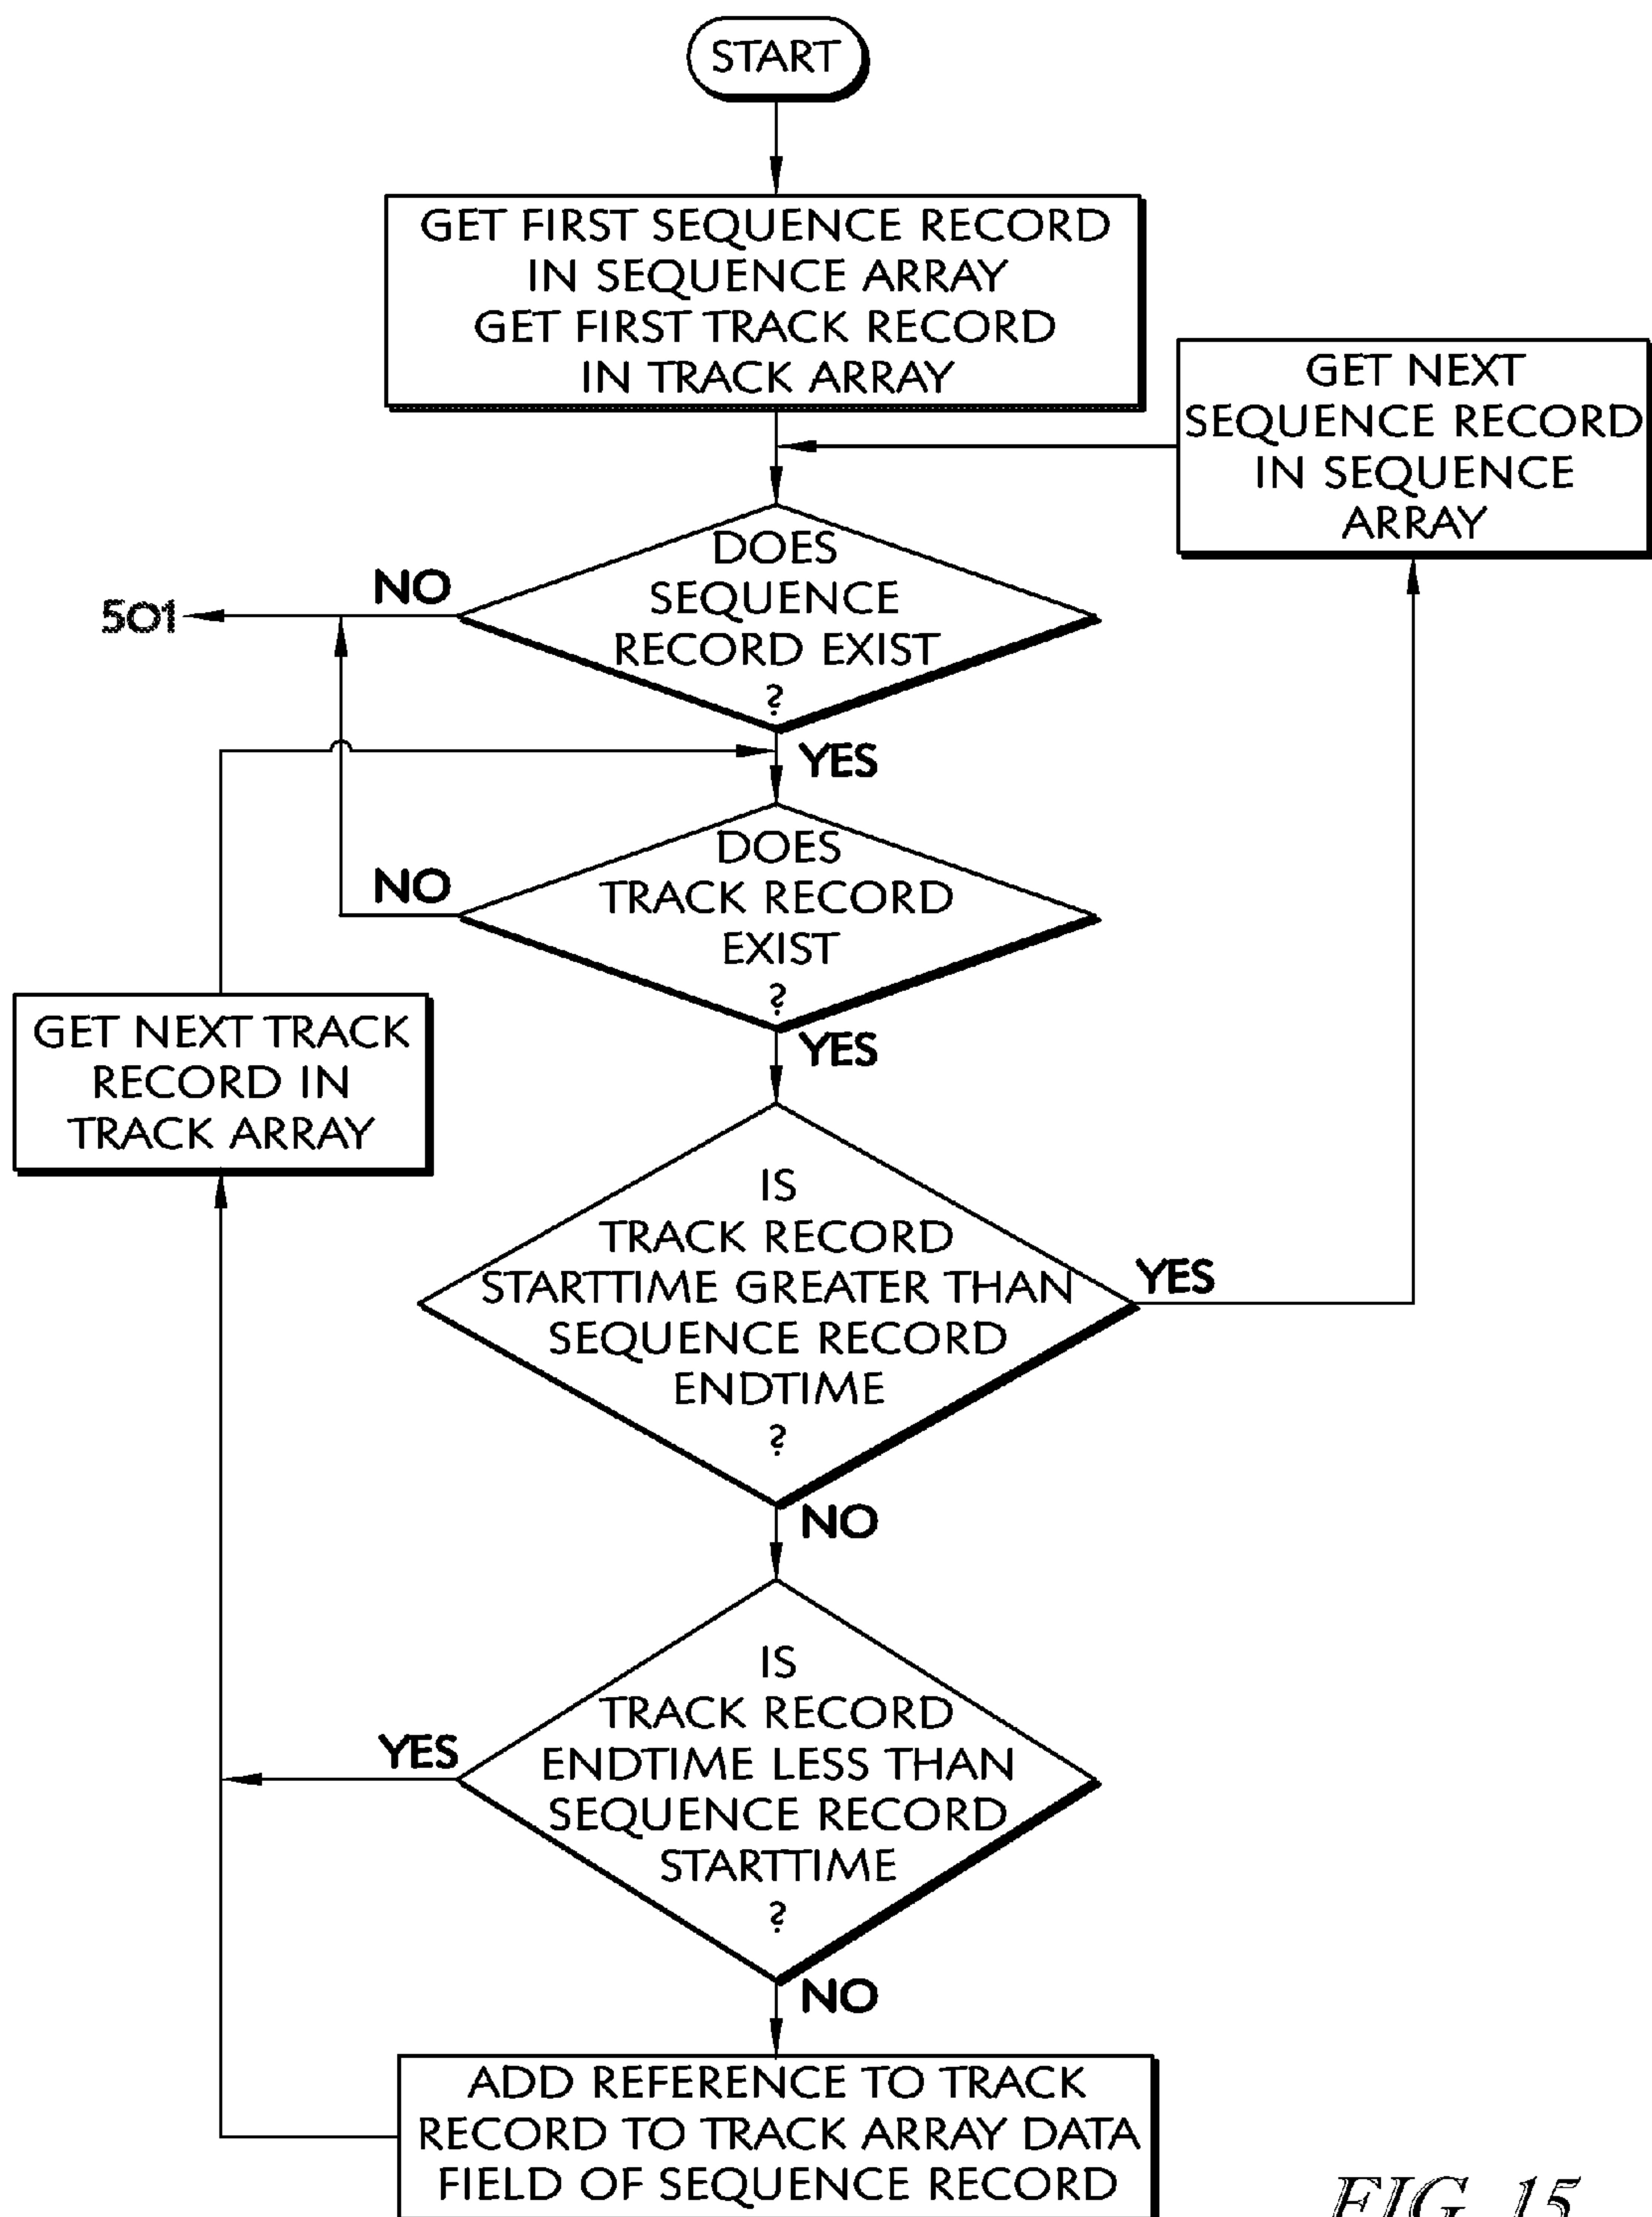 START
GET FIRST SEQUENCE RECORD
IN SEQUENCE ARRAY
GET FIRST TRACK RECORD
IN TRACK ARRAY
GET NEXT
SEQUENCE RECORD
IN SEQUENCE
ARRAY
DOES
SEQUENCE
RECORD EXIST
?
NO
501
YES
DOES
TRACK RECORD
EXIST
?
NO
YES
GET NEXT TRACK
RECORD IN
TRACK ARRAY
IS
TRACK RECORD
STARTTIME GREATER THAN
SEQUENCE RECORD
ENDTIME
?
YES
NO
IS
TRACK RECORD
ENDTIME LESS THAN
SEQUENCE RECORD
STARTTIME
?
YES
NO
ADD REFERENCE TO TRACK
RECORD TO TRACK ARRAY DATA
FIELD OF SEQUENCE RECORD
FIG. 15